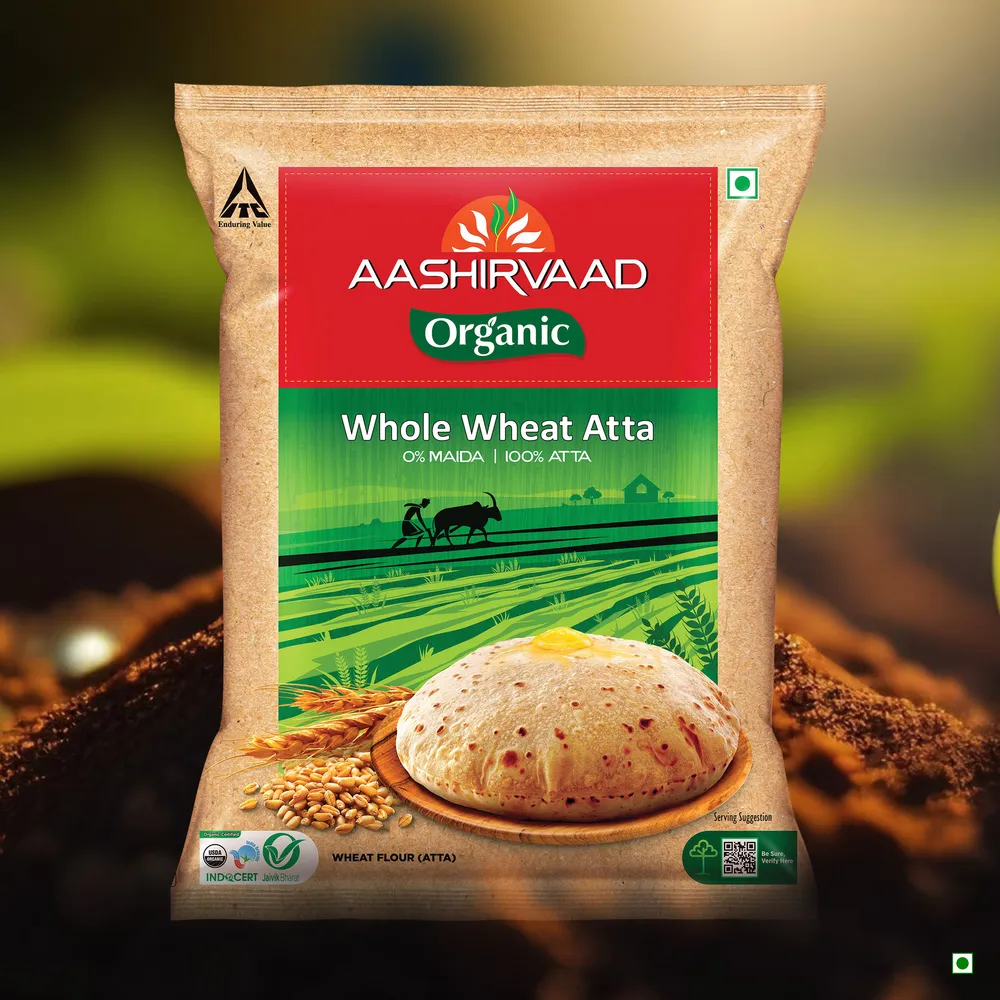 ITC
Enduring Value
AASHIRVAAD
Organic
Whole Wheat Atta
0% MAIDA | 100% ATTA
Serving Suggestion
Organic Certified
USDA
ORGANIC
INDOCERT
Jaivik Bharat
WHEAT FLOUR (ATTA)
Be Sure,
Verify Here